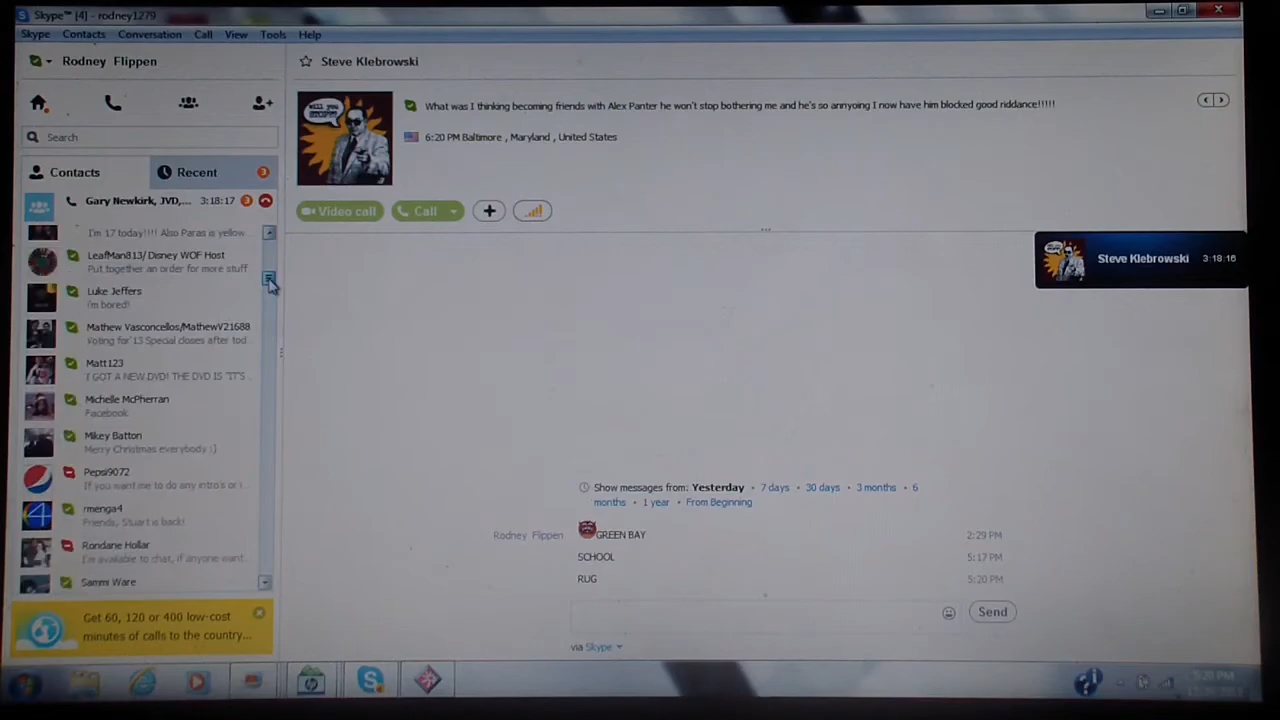 Skype™ [4] - rodney1279
Skype Contacts Conversation Call View Tools Help
Rodney Flippen
Search
Contacts
Recent 3
Gary Newkirk, JVD,... 3:18:17 3
I'm 17 today!!!! Also Paras is yellow...
LeafMan813/ Disney WOF Host
Put together an order for more stuff
Luke Jeffers
i'm bored!
Mathew Vasconcellos/MathewV21688
Voting for '13 Special closes after tod...
Matt123
'I GOT A NEW DVD! THE DVD IS "IT'S ...
Michelle McPherran
Facebook
Mikey Batton
Merry Christmas everybody :)
Pepsi9072
If you want me to do any intro's or i...
rmenga4
Friends, Stuart is back!
Rondane Hollar
I'm available to chat, if anyone want...
Sammi Ware
Get 60, 120 or 400 low-cost
minutes of calls to the country...
Steve Klebrowski
What was I thinking becoming friends with Alex Panter he won't stop bothering me and he's so annyoing I now have him blocked good riddance!!!!!
6:20 PM Baltimore , Maryland , United States
Video call
Call
Steve Klebrowski 3:18:16
Show messages from: Yesterday • 7 days • 30 days • 3 months • 6
months • 1 year • From Beginning
Rodney Flippen GREEN BAY 2:29 PM
SCHOOL 5:17 PM
RUG 5:20 PM
Send
via Skype